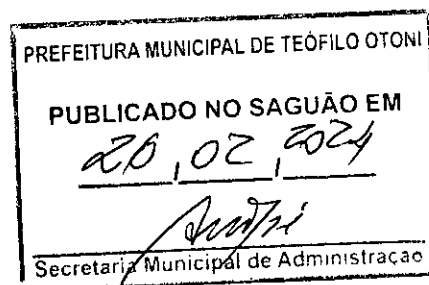 PREFEITURA MUNICIPAL DE TEÓFILO OTONI
PUBLICADO NO SAGUÃO EM
26, 02, 2024
Secretaria Municipal de Administração